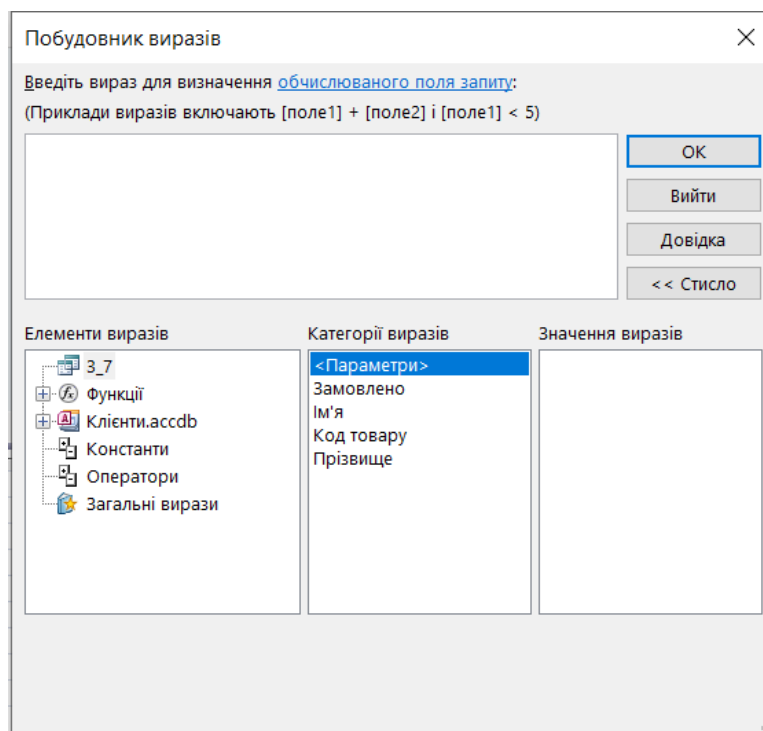 Побудовник виразів
Введіть вираз для визначення обчислюваного поля запиту:
(Приклади виразів включають [поле1] + [поле2] і [поле1] < 5)
ОК
Вийти
Довідка
<< Стисло
Елементи виразів
3_7
Функції
Клієнти.accdb
Константи
Оператори
Загальні вирази
Категорії виразів
<Параметри>
Замовлено
Ім'я
Код товару
Прізвище
Значення виразів